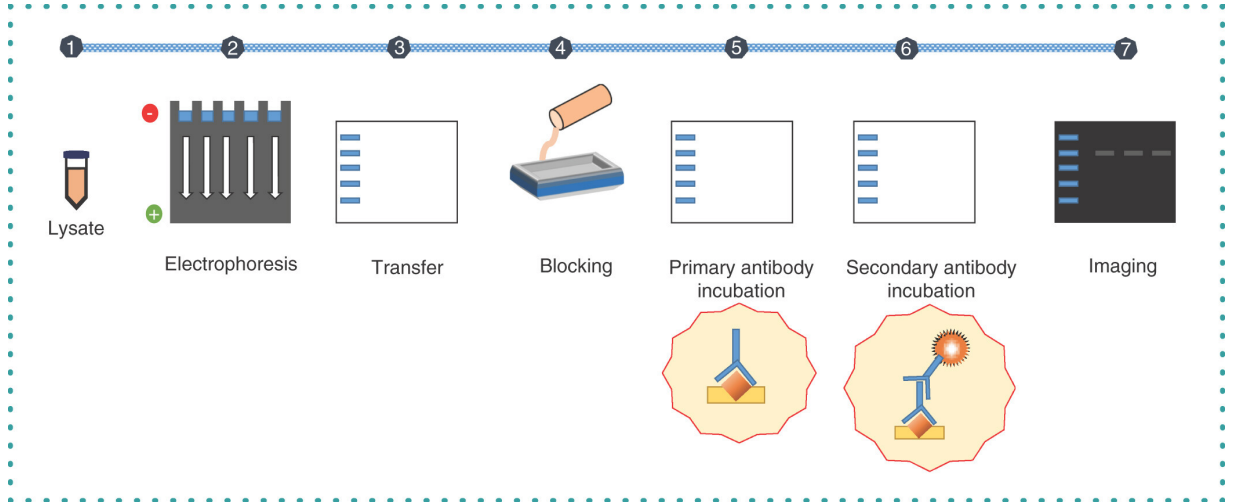 1 2 3 4 5 6 7
-
+
Lysate
Electrophoresis
Transfer
Blocking
Primary antibody
incubation
Secondary antibody
incubation
Imaging